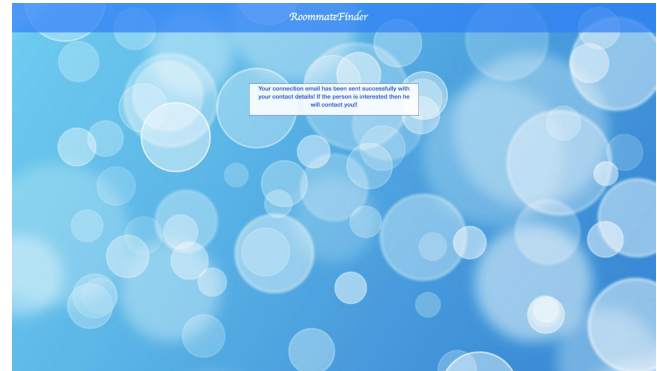 RoommateFinder
Your connection email has been sent successfully with
your contact details! If the person is interested then he
will contact you!!